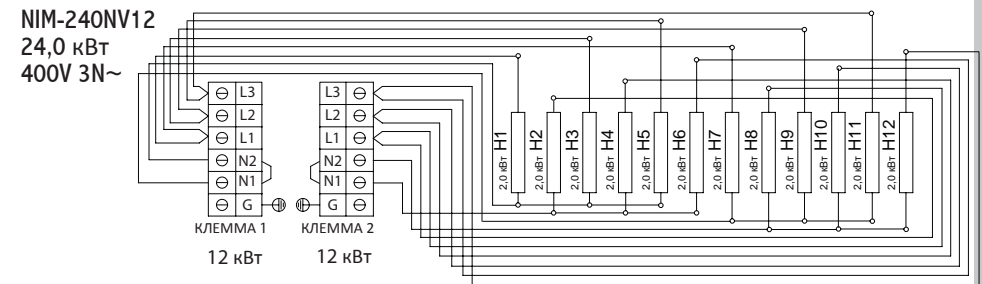 NIM-240NV12
24,0 кВт
400V 3N~
L3
L2
L1
N2
N1
G
КЛЕММА 1
12 кВт
L3
L2
L1
N2
N1
G
КЛЕММА 2
12 кВт
2,0 кВт H1
2,0 кВт H2
2,0 кВт H3
2,0 кВт H4
2,0 кВт H5
2,0 кВт H6
2,0 кВт H7
2,0 кВт H8
2,0 кВт H9
2,0 кВт H10
2,0 кВт H11
2,0 кВт H12